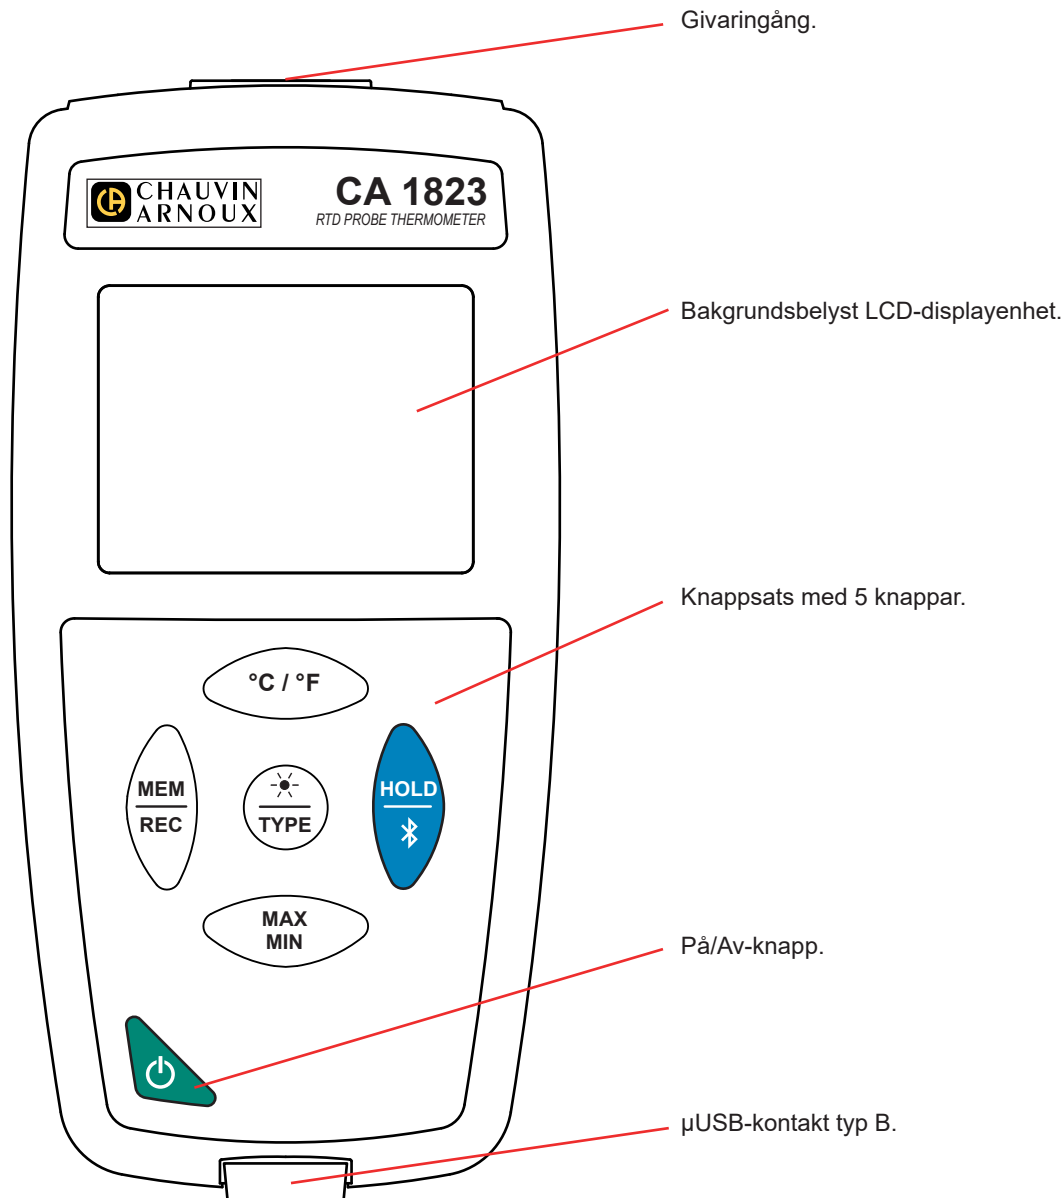 Givaringång.
CHAUVIN
ARNOUX
CA 1823
RTD PROBE THERMOMETER
Bakgrundsbelyst LCD-displayenhet.
Knappsats med 5 knappar.
°C / °F
MEM
REC
TYPE
HOLD
MAX
MIN
På/Av-knapp.
µUSB-kontakt typ B.